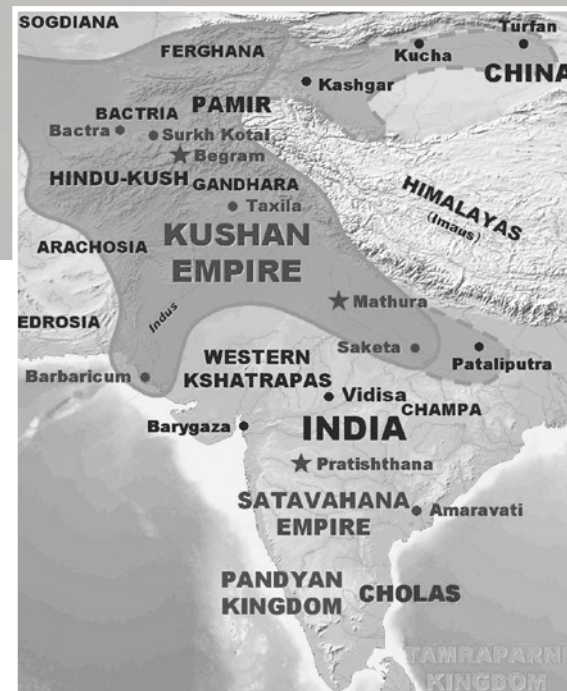 SOGDIANA
Turfan
FERGHANA
Kucha
CHINA
Kashgar
PAMIR
BACTRIA
Bactra
Surkh Kotal
Begram
HINDU-KUSH
GANDHARA
Taxila
HIMALAYAS
(Imaus)
ARACHOSIA
KUSHAN
EMPIRE
Indus
Mathura
EDROSIA
WESTERN
KSHATRAPAS
Saketa
Pataliputra
Barbaricum
Vidisa
CHAMPA
Barygaza
INDIA
Pratishthana
SATAVAHANA
EMPIRE
Amaravati
PANDYAN
KINGDOM
CHOLAS
TAMRAPARNI
KINGDOM